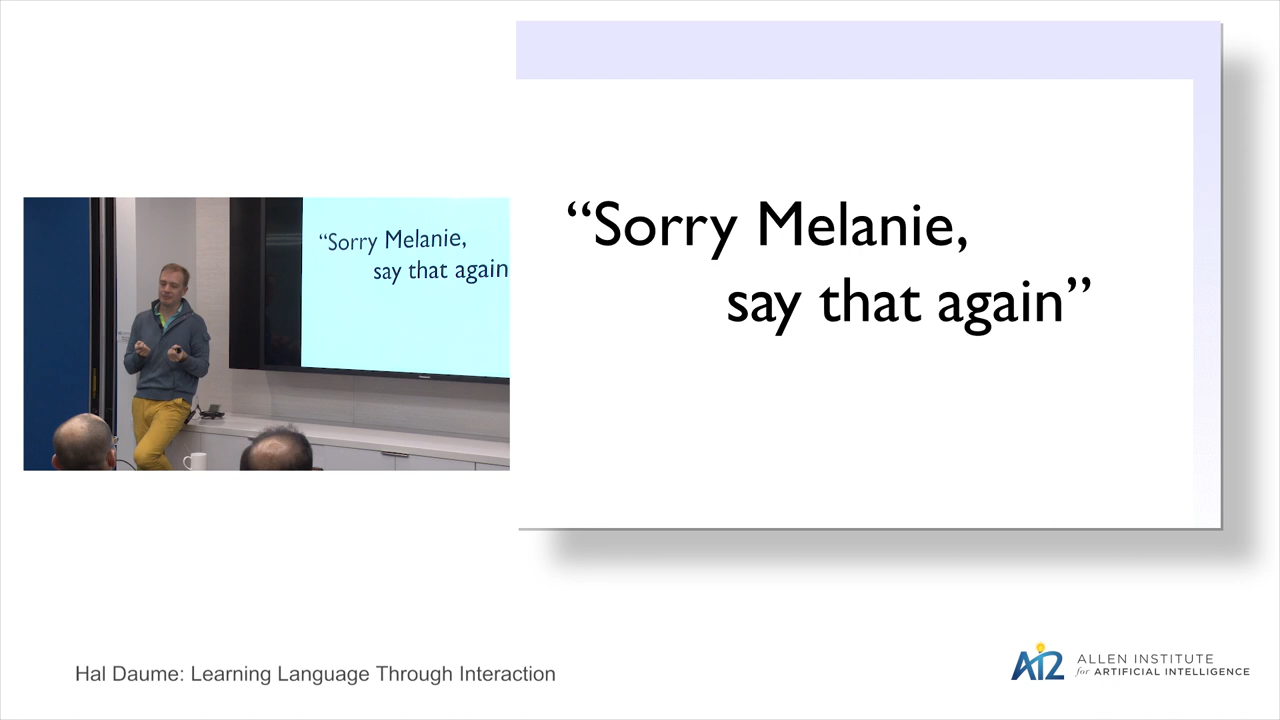 “Sorry Melanie,
say that again”
“Sorry Melanie,
say that again
Hal Daume: Learning Language Through Interaction
AI2 ALLEN INSTITUTE
for ARTIFICIAL INTELLIGENCE